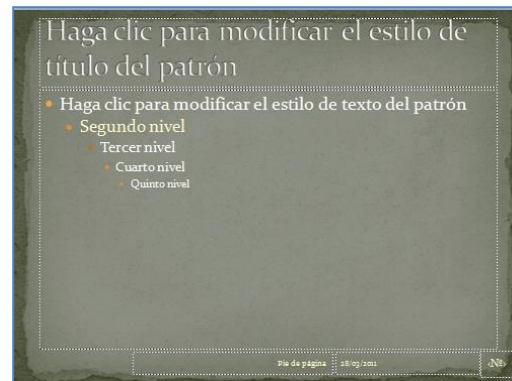 Haga clic para modificar el estilo de
título del patrón
Haga clic para modificar el estilo de texto del patrón
Segundo nivel
Tercer nivel
Cuarto nivel
Quinto nivel
Pie de página
28/03/2011
‹Nº›